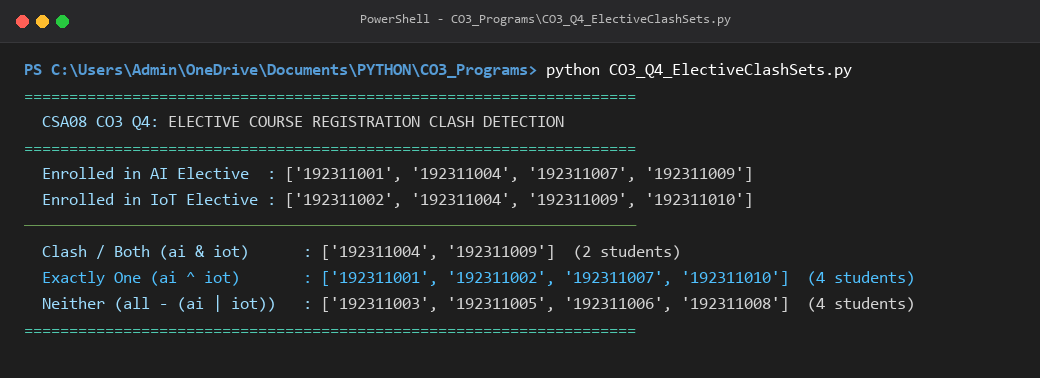 PowerShell - CO3_Programs\CO3_Q4_ElectiveClashSets.py
PS C:\Users\Admin\OneDrive\Documents\PYTHON\CO3_Programs> python CO3_Q4_ElectiveClashSets.py
====================================================================
CSA08 CO3 Q4: ELECTIVE COURSE REGISTRATION CLASH DETECTION
====================================================================
Enrolled in AI Elective  : ['192311001', '192311004', '192311007', '192311009']
Enrolled in IoT Elective : ['192311002', '192311004', '192311009', '192311010']
────────────────────────────────────────────────────────────────────
Clash / Both (ai & iot)      : ['192311004', '192311009']  (2 students)
Exactly One (ai ^ iot)       : ['192311001', '192311002', '192311007', '192311010']  (4 students)
Neither (all - (ai | iot))   : ['192311003', '192311005', '192311006', '192311008']  (4 students)
====================================================================